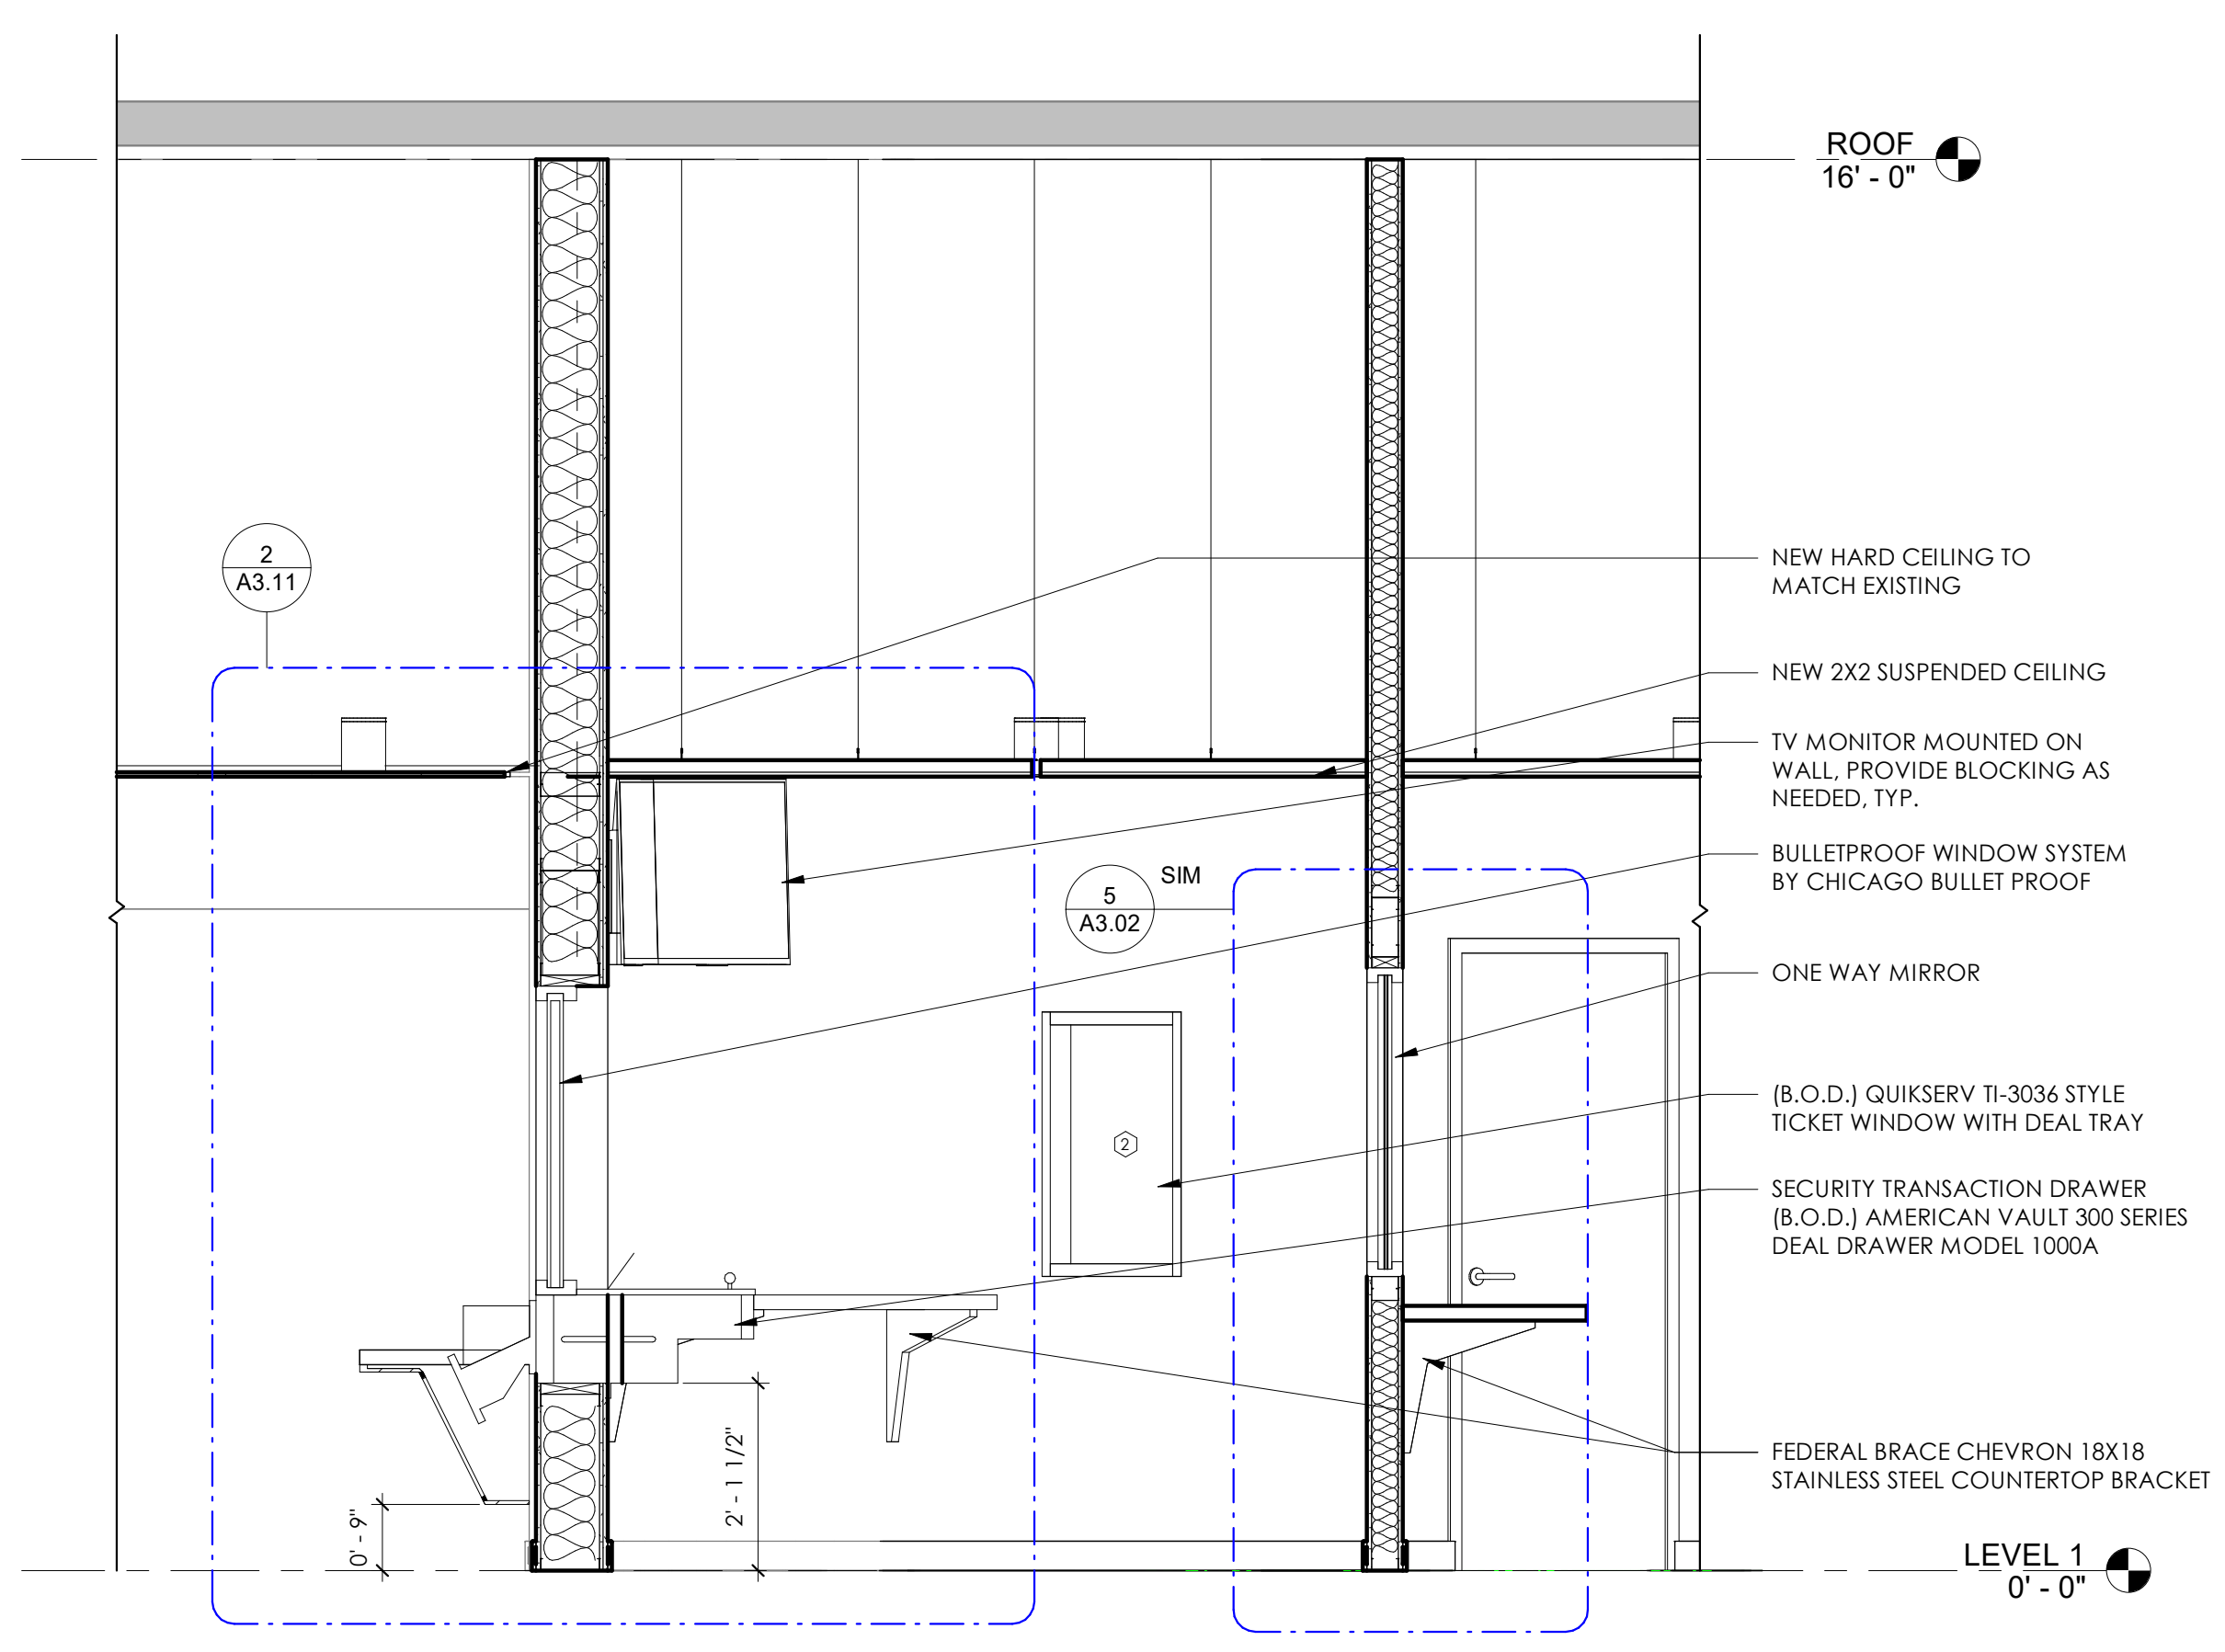 ROOF
16' - 0"
2
A3.11
NEW HARD CEILING TO
MATCH EXISTING
NEW 2X2 SUSPENDED CEILING
TV MONITOR MOUNTED ON
WALL, PROVIDE BLOCKING AS
NEEDED, TYP.
BULLETPROOF WINDOW SYSTEM
BY CHICAGO BULLET PROOF
5
A3.02
SIM
ONE WAY MIRROR
(B.O.D.) QUIKSERV TI-3036 STYLE
TICKET WINDOW WITH DEAL TRAY
2
SECURITY TRANSACTION DRAWER
(B.O.D.) AMERICAN VAULT 300 SERIES
DEAL DRAWER MODEL 1000A
FEDERAL BRACE CHEVRON 18X18
STAINLESS STEEL COUNTERTOP BRACKET
0' - 9"
2' - 1 1/2"
LEVEL 1
0' - 0"